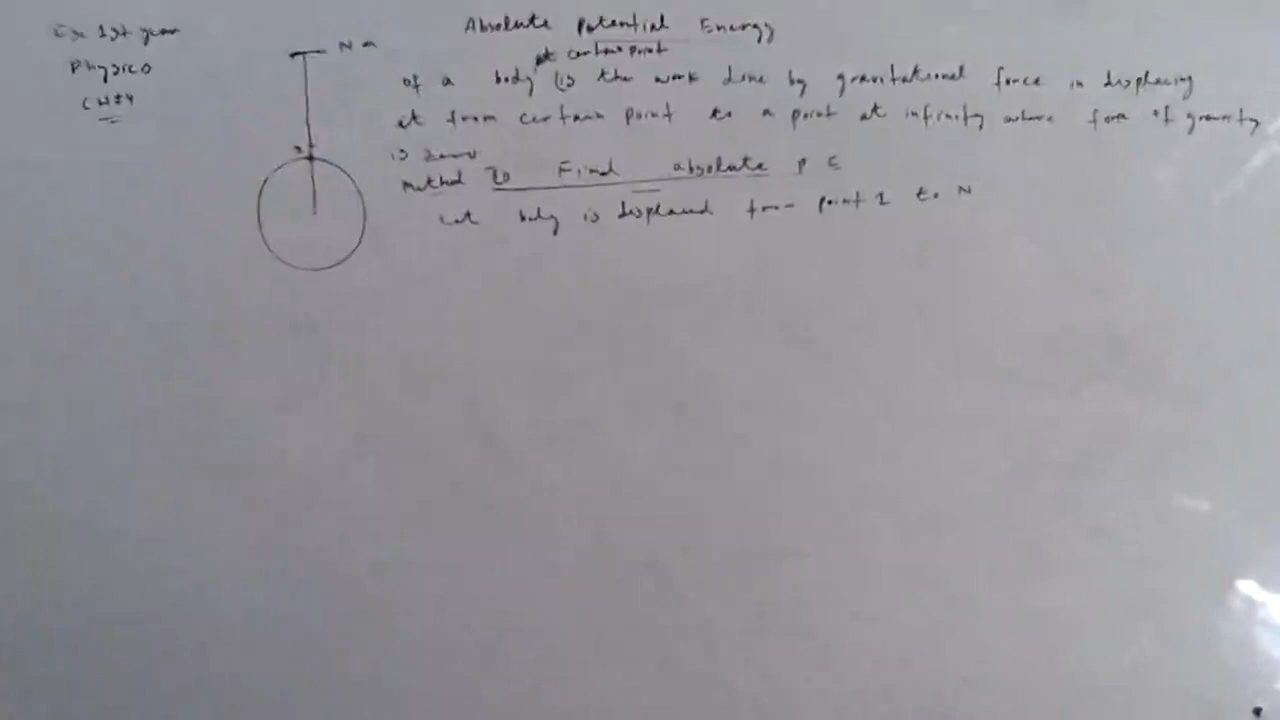 1st year
Physics
CH#4
N
1
Absolute Potential Energy
at certain point
of a body is the work done by gravitational force in displacing
it from certain point to a point at infinity where force of gravity
is zero
Method to Find absolute P E
Let body is displaced from point 1 to N